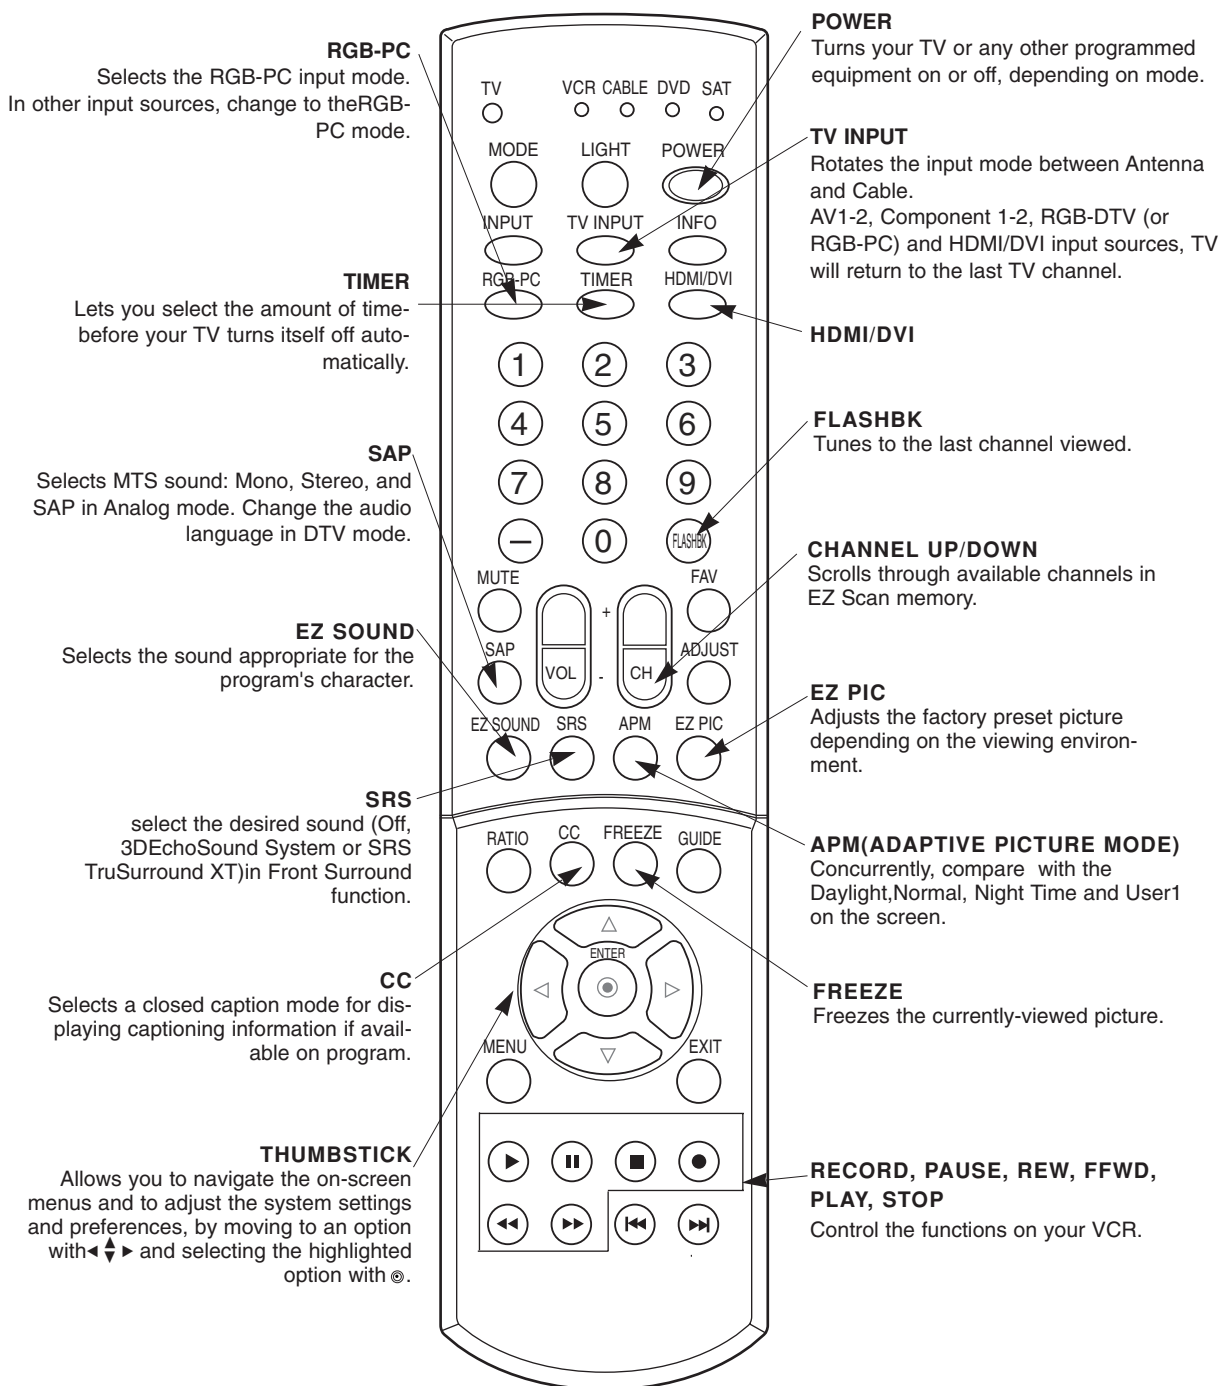 RGB-PC
Selects the RGB-PC input mode.
In other input sources, change to theRGB-
PC mode.
TIMER
Lets you select the amount of time-
before your TV turns itself off auto-
matically.
SAP
Selects MTS sound: Mono, Stereo, and
SAP in Analog mode. Change the audio
language in DTV mode.
EZ SOUND
Selects the sound appropriate for the
program's character.
SRS
select the desired sound (Off,
3DEchoSound System or SRS
TruSurround XT)in Front Surround
function.
CC
Selects a closed caption mode for dis-
playing captioning information if avail-
able on program.
THUMBSTICK
Allows you to navigate the on-screen
menus and to adjust the system settings
and preferences, by moving to an option
with◄ ▲▼ ► and selecting the highlighted
option with ◎.
TV VCR CABLE DVD SAT
MODE LIGHT POWER
INPUT TV INPUT INFO
RGB-PC TIMER HDMI/DVI
1 2 3
4 5 6
7 8 9
— 0 FLASHBK
MUTE + FAV
SAP VOL - CH ADJUST
EZ SOUND SRS APM EZ PIC
RATIO CC FREEZE GUIDE
ENTER
MENU EXIT
POWER
Turns your TV or any other programmed
equipment on or off, depending on mode.
TV INPUT
Rotates the input mode between Antenna
and Cable.
AV1-2, Component 1-2, RGB-DTV (or
RGB-PC) and HDMI/DVI input sources, TV
will return to the last TV channel.
HDMI/DVI
FLASHBK
Tunes to the last channel viewed.
CHANNEL UP/DOWN
Scrolls through available channels in
EZ Scan memory.
EZ PIC
Adjusts the factory preset picture
depending on the viewing environ-
ment.
APM(ADAPTIVE PICTURE MODE)
Concurrently, compare  with the
Daylight,Normal, Night Time and User1
on the screen.
FREEZE
Freezes the currently-viewed picture.
RECORD, PAUSE, REW, FFWD,
PLAY, STOP
Control the functions on your VCR.